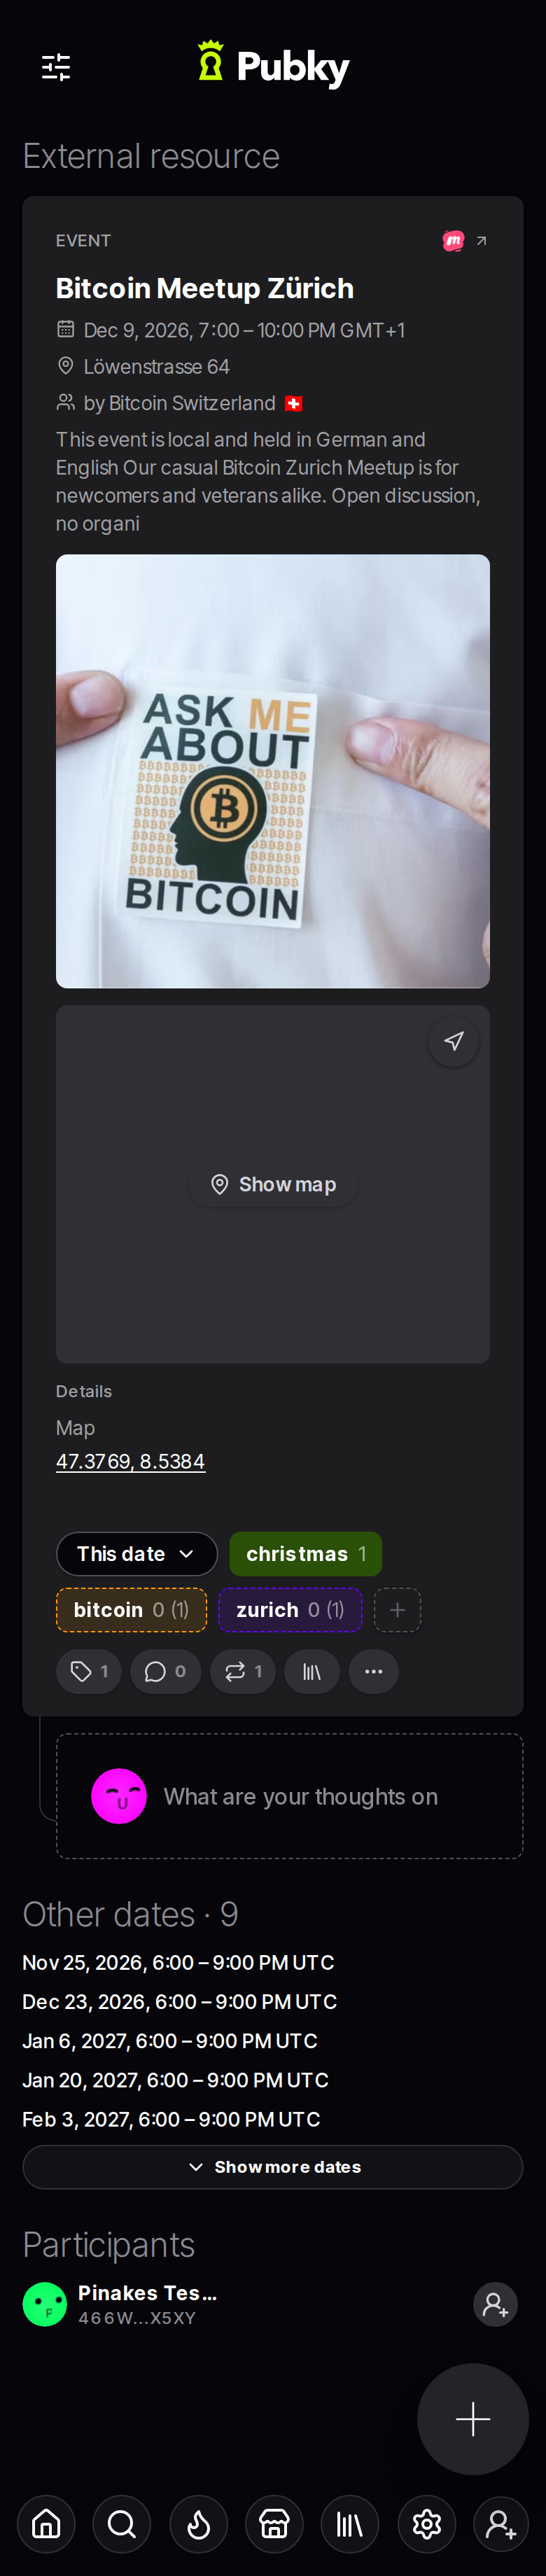 Pubky
External resource
EVENT
Bitcoin Meetup Zürich
Dec 9, 2026, 7:00 – 10:00 PM GMT+1
Löwenstrasse 64
by Bitcoin Switzerland 🇨🇭
This event is local and held in German and
English Our casual Bitcoin Zurich Meetup is for
newcomers and veterans alike. Open discussion,
no organi
ASK ME
ABOUT
BITCOIN
Show map
Details
Map
47.3769, 8.5384
This date
christmas 1
bitcoin 0 (1)
zurich 0 (1)
1
0
1
What are your thoughts on
Other dates · 9
Nov 25, 2026, 6:00 – 9:00 PM UTC
Dec 23, 2026, 6:00 – 9:00 PM UTC
Jan 6, 2027, 6:00 – 9:00 PM UTC
Jan 20, 2027, 6:00 – 9:00 PM UTC
Feb 3, 2027, 6:00 – 9:00 PM UTC
Show more dates
Participants
Pinakes Tes...
466W...X5XY